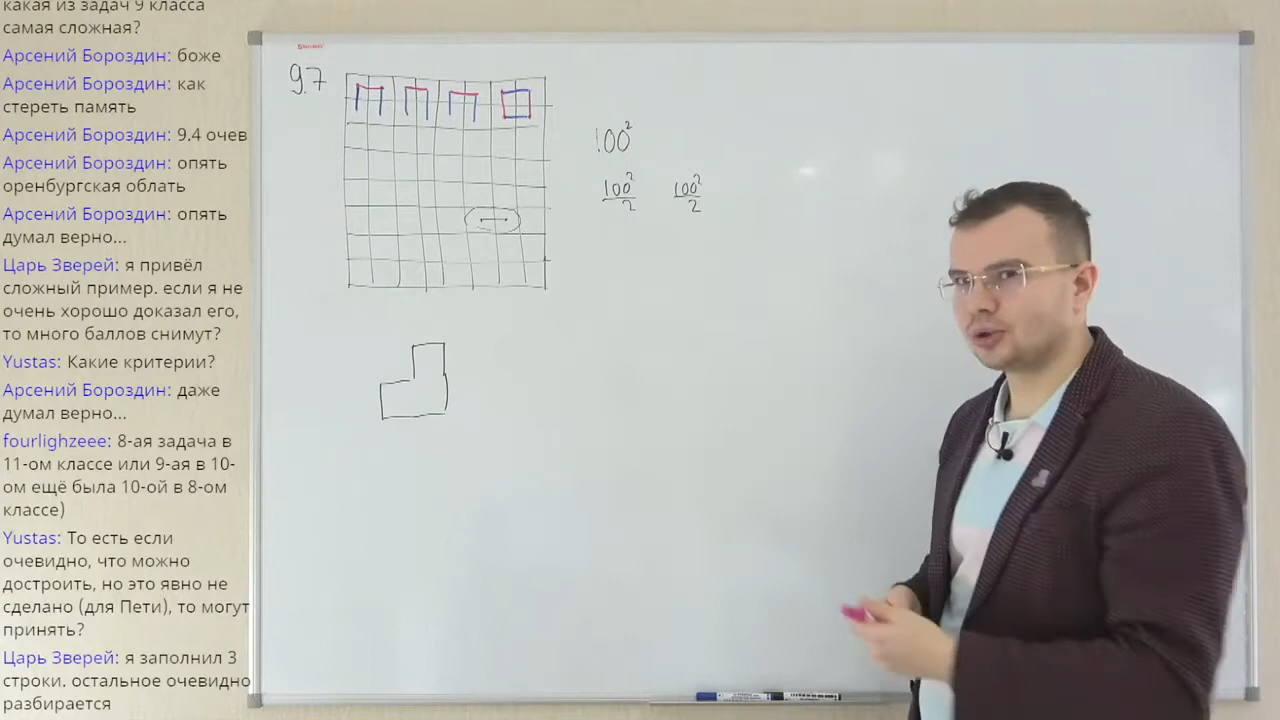 какая из задач 9 класса
самая сложная?
Арсений Бороздин: боже
Арсений Бороздин: как
стереть память
Арсений Бороздин: 9.4 очев
Арсений Бороздин: опять
оренбургская облать
Арсений Бороздин: опять
думал верно...
Царь Зверей: я привёл
сложный пример. если я не
очень хорошо доказал его,
то много баллов снимут?
Yustas: Какие критерии?
Арсений Бороздин: даже
думал верно...
fourlighzeee: 8-ая задача в
11-ом классе или 9-ая в 10-
ом ещё была 10-ой в 8-ом
классе)
Yustas: То есть если
очевидно, что можно
достроить, но это явно не
сделано (для Пети), то могут
принять?
Царь Зверей: я заполнил 3
строки. остальное очевидно
разбирается
9.7
100²
100²/2 100²/2